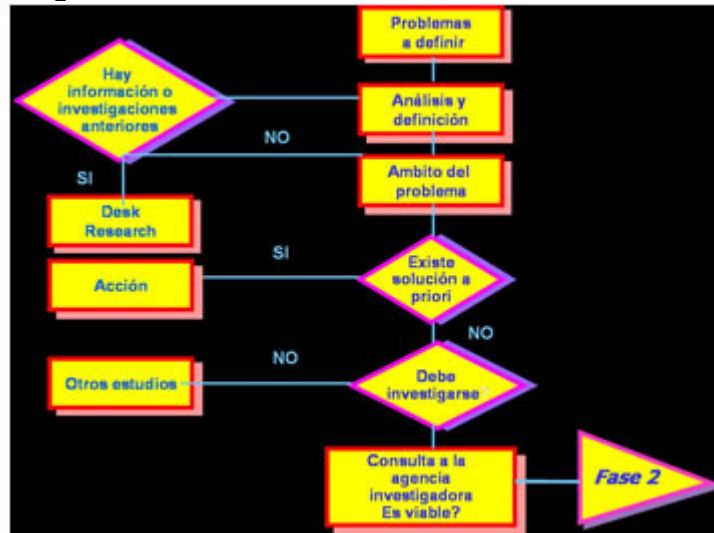 Problemas
a definir
Hay
información o
investigaciones
anteriores
Análisis y
definición
NO
SI
Ambito del
problema
Desk
Research
SI
Existe
solución a
priori
Acción
NO
NO
Debe
investigarse
Otros estudios
Consulta a la
agencia
investigadora
Es viable?
Fase 2